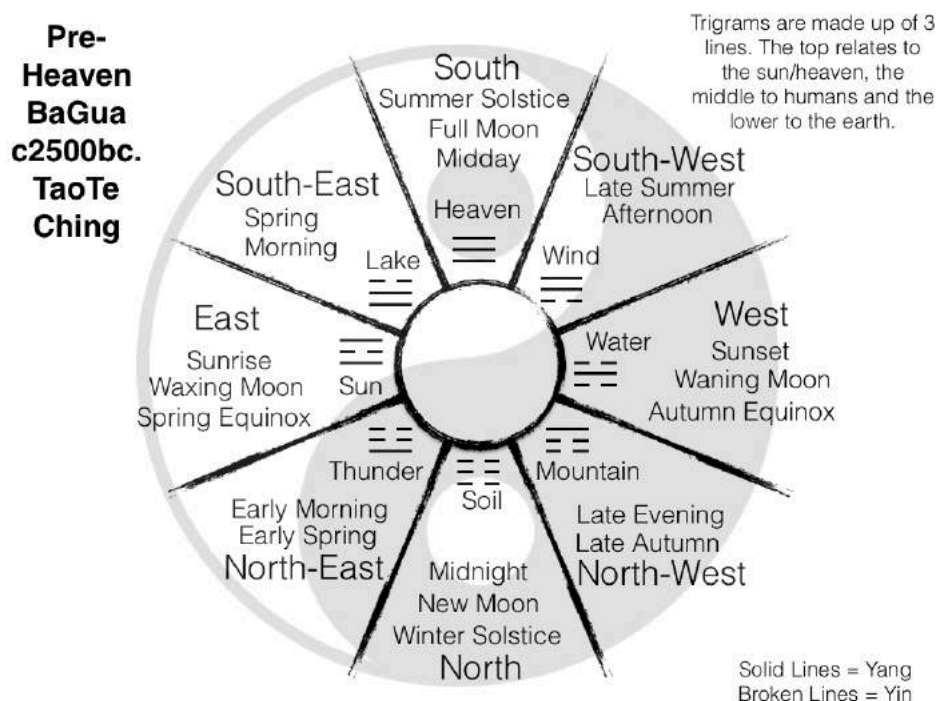 Pre-
Heaven
BaGua
c2500bc.
TaoTe
Ching
Trigrams are made up of 3
lines. The top relates to
the sun/heaven, the
middle to humans and the
lower to the earth.
South
Summer Solstice
Full Moon
Midday
Heaven
South-West
Late Summer
Afternoon
Wind
West
Sunset
Waning Moon
Autumn Equinox
Water
Mountain
Late Evening
Late Autumn
North-West
Soil
Midnight
New Moon
Winter Solstice
North
Thunder
Early Morning
Early Spring
North-East
East
Sunrise
Waxing Moon
Spring Equinox
Sun
South-East
Spring
Morning
Lake
Solid Lines = Yang
Broken Lines = Yin